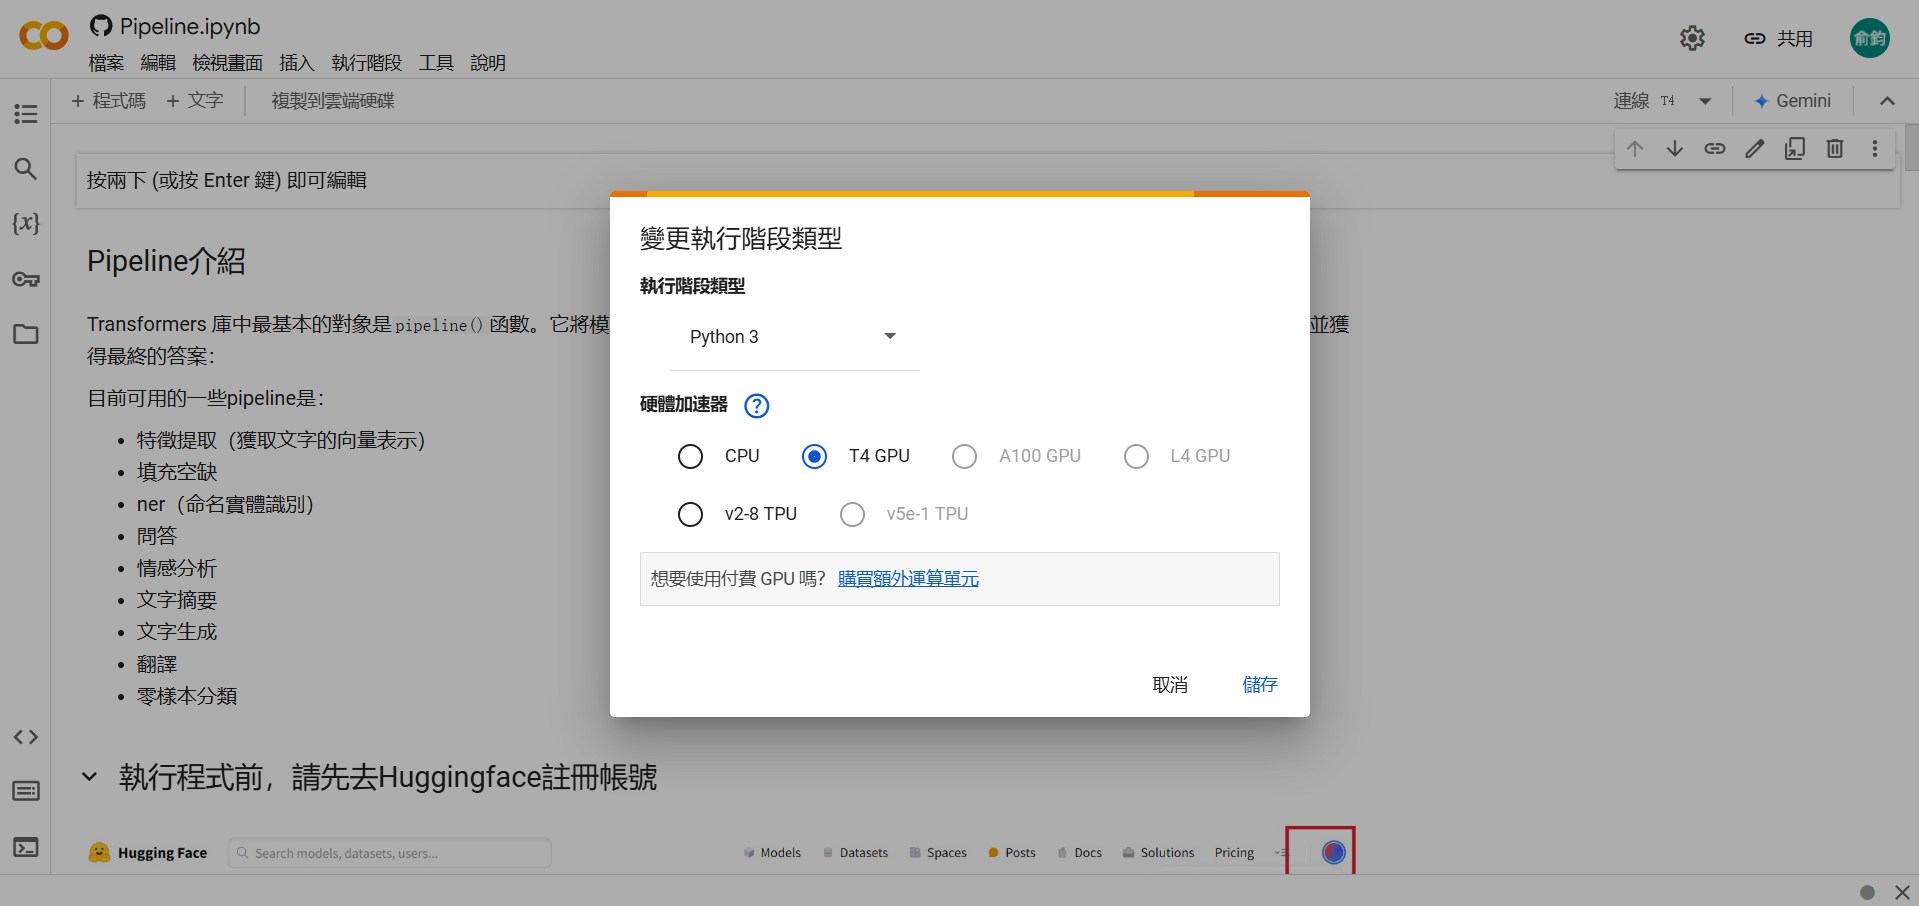 Pipeline.ipynb
檔案 編輯 檢視畫面 插入 執行階段 工具 說明
共用
俞鈞
+ 程式碼 + 文字 複製到雲端硬碟
連線 T4
Gemini
按兩下 (或按 Enter 鍵) 即可編輯
Pipeline介紹
Transformers 庫中最基本的對象是 pipeline() 函數。它將模
並獲
得最終的答案：
目前可用的一些pipeline是：
• 特徵提取（獲取文字的向量表示）
• 填充空缺
• ner（命名實體識別）
• 問答
• 情感分析
• 文字摘要
• 文字生成
• 翻譯
• 零樣本分類
執行程式前，請先去Huggingface註冊帳號
Hugging Face
Search models, datasets, users...
Models Datasets Spaces Posts Docs Solutions Pricing
變更執行階段類型
執行階段類型
Python 3
硬體加速器 ?
CPU T4 GPU A100 GPU L4 GPU
v2-8 TPU v5e-1 TPU
想要使用付費 GPU 嗎？ 購買額外運算單元
取消 儲存